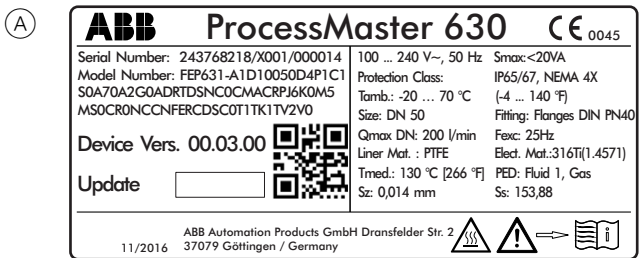 A
ABB ProcessMaster 630 CE 0045
Serial Number: 243768218/X001/000014
Model Number: FEP631-A1D10050D4P1C1
S0A70A2G0ADRTDSNC0CMACRPJ6K0M5
MS0CR0NCCNFERCDSC0T1TK1TV2V0
Device Vers. 00.03.00
Update
100 ... 240 V~, 50 Hz Smax:<20VA
Protection Class: IP65/67, NEMA 4X
Tamb.: -20 ... 70 °C (-4 ... 140 °F)
Size: DN 50 Fitting: Flanges DIN PN40
Qmax DN: 200 l/min Fexc: 25Hz
Liner Mat. : PTFE Elect. Mat.:316Ti(1.4571)
Tmed.: 130 °C [266 °F] PED: Fluid 1, Gas
Sz: 0,014 mm Ss: 153,88
11/2016
ABB Automation Products GmbH Dransfelder Str. 2
37079 Göttingen / Germany